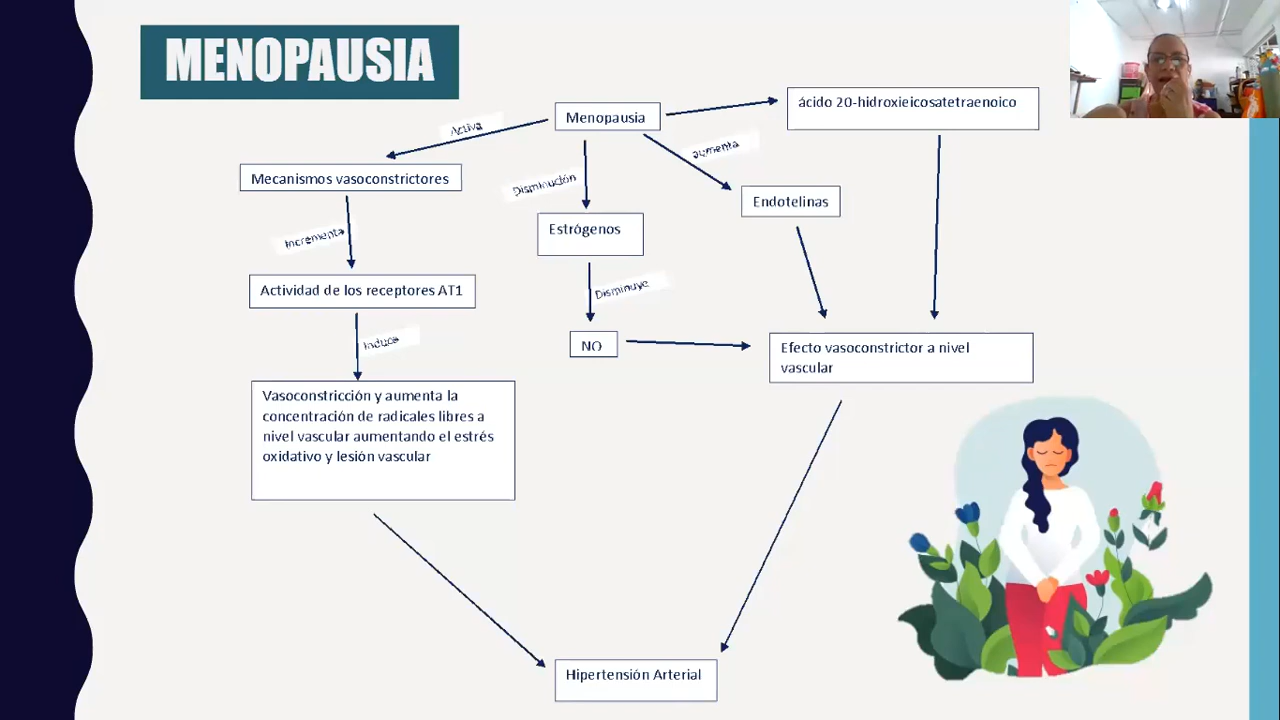 MENOPAUSIA
Menopausia
ácido 20-hidroxieicosatetraenoico
Activa
aumenta
Mecanismos vasoconstrictores
Disminución
Endotelinas
Incrementa
Estrógenos
Actividad de los receptores AT1
Disminuye
Induce
NO
Efecto vasoconstrictor a nivel
vascular
Vasoconstricción y aumenta la
concentración de radicales libres a
nivel vascular aumentando el estrés
oxidativo y lesión vascular
Hipertensión Arterial